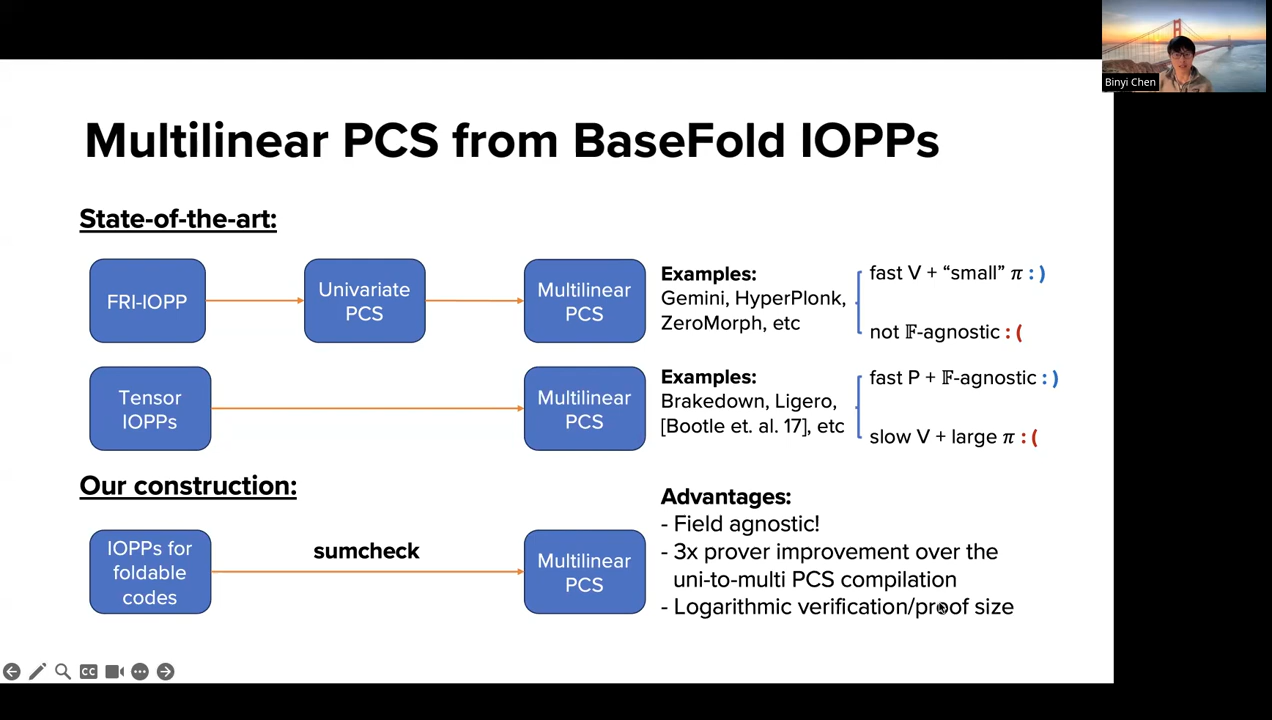 Binyi Chen
Multilinear PCS from BaseFold IOPPs
State-of-the-art:
FRI-IOPP
Univariate
PCS
Multilinear
PCS
Examples:
Gemini, HyperPlonk,
ZeroMorph, etc
fast V + “small” π : )
not 𝔽-agnostic : (
Tensor
IOPPs
Multilinear
PCS
Examples:
Brakedown, Ligero,
[Bootle et. al. 17], etc
fast P + 𝔽-agnostic : )
slow V + large π : (
Our construction:
IOPPs for
foldable
codes
sumcheck
Multilinear
PCS
Advantages:
- Field agnostic!
- 3x prover improvement over the
uni-to-multi PCS compilation
- Logarithmic verification/proof size
CC